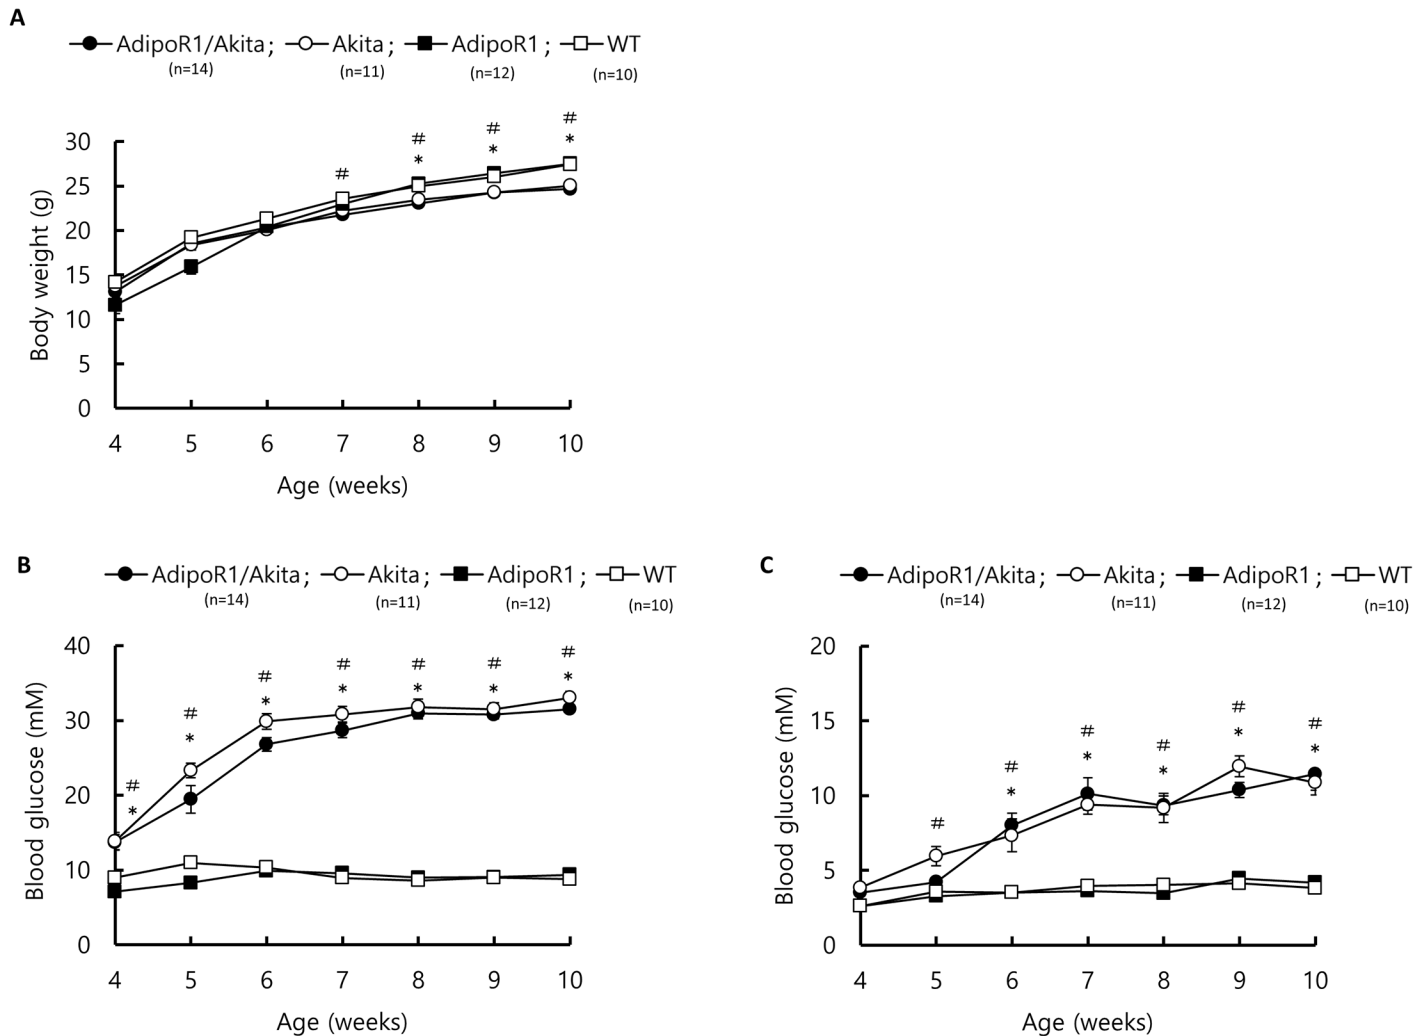 A
AdipoR1/Akita; Akita; AdipoR1 ; WT
(n=14) (n=11) (n=12) (n=10)
#
# *
# *
# *
#
30
25
20
15
10
5
0
Body weight (g)
4 5 6 7 8 9 10
Age (weeks)
B
AdipoR1/Akita; Akita; AdipoR1; WT
(n=14) (n=11) (n=12) (n=10)
40
30
20
10
0
# # # # # # #
* * * * * * *
Blood glucose (mM)
4 5 6 7 8 9 10
Age (weeks)
C
AdipoR1/Akita; Akita; AdipoR1 ; WT
(n=14) (n=11) (n=12) (n=10)
20
15
10
5
0
# # # # # #
* * * * *
Blood glucose (mM)
4 5 6 7 8 9 10
Age (weeks)